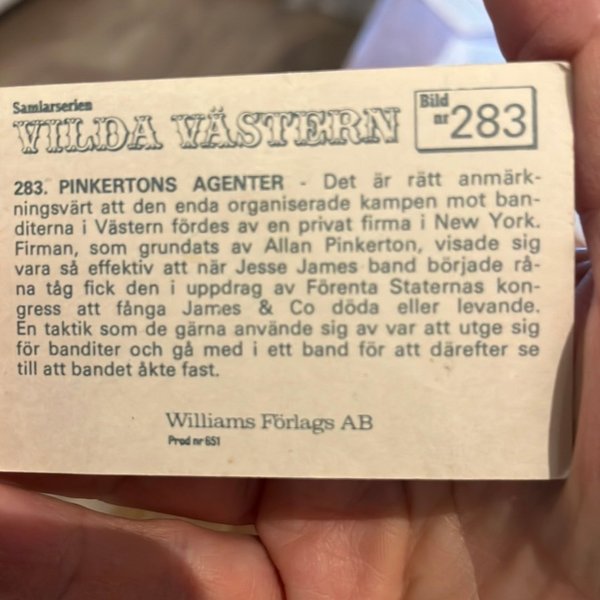 Samlarserien
VILDA VÄSTERN
Bild
nr 283
283. PINKERTONS AGENTER - Det är rätt anmärk-
ningsvärt att den enda organiserade kampen mot ban-
diterna i Västern fördes av en privat firma i New York.
Firman, som grundats av Allan Pinkerton, visade sig
vara så effektiv att när Jesse James band började rå-
na tåg fick den i uppdrag av Förenta Staternas kon-
gress att fånga James & Co döda eller levande.
En taktik som de gärna använde sig av var att utge sig
för banditer och gå med i ett band för att därefter se
till att bandet åkte fast.
Williams Förlags AB
Prod nr 651